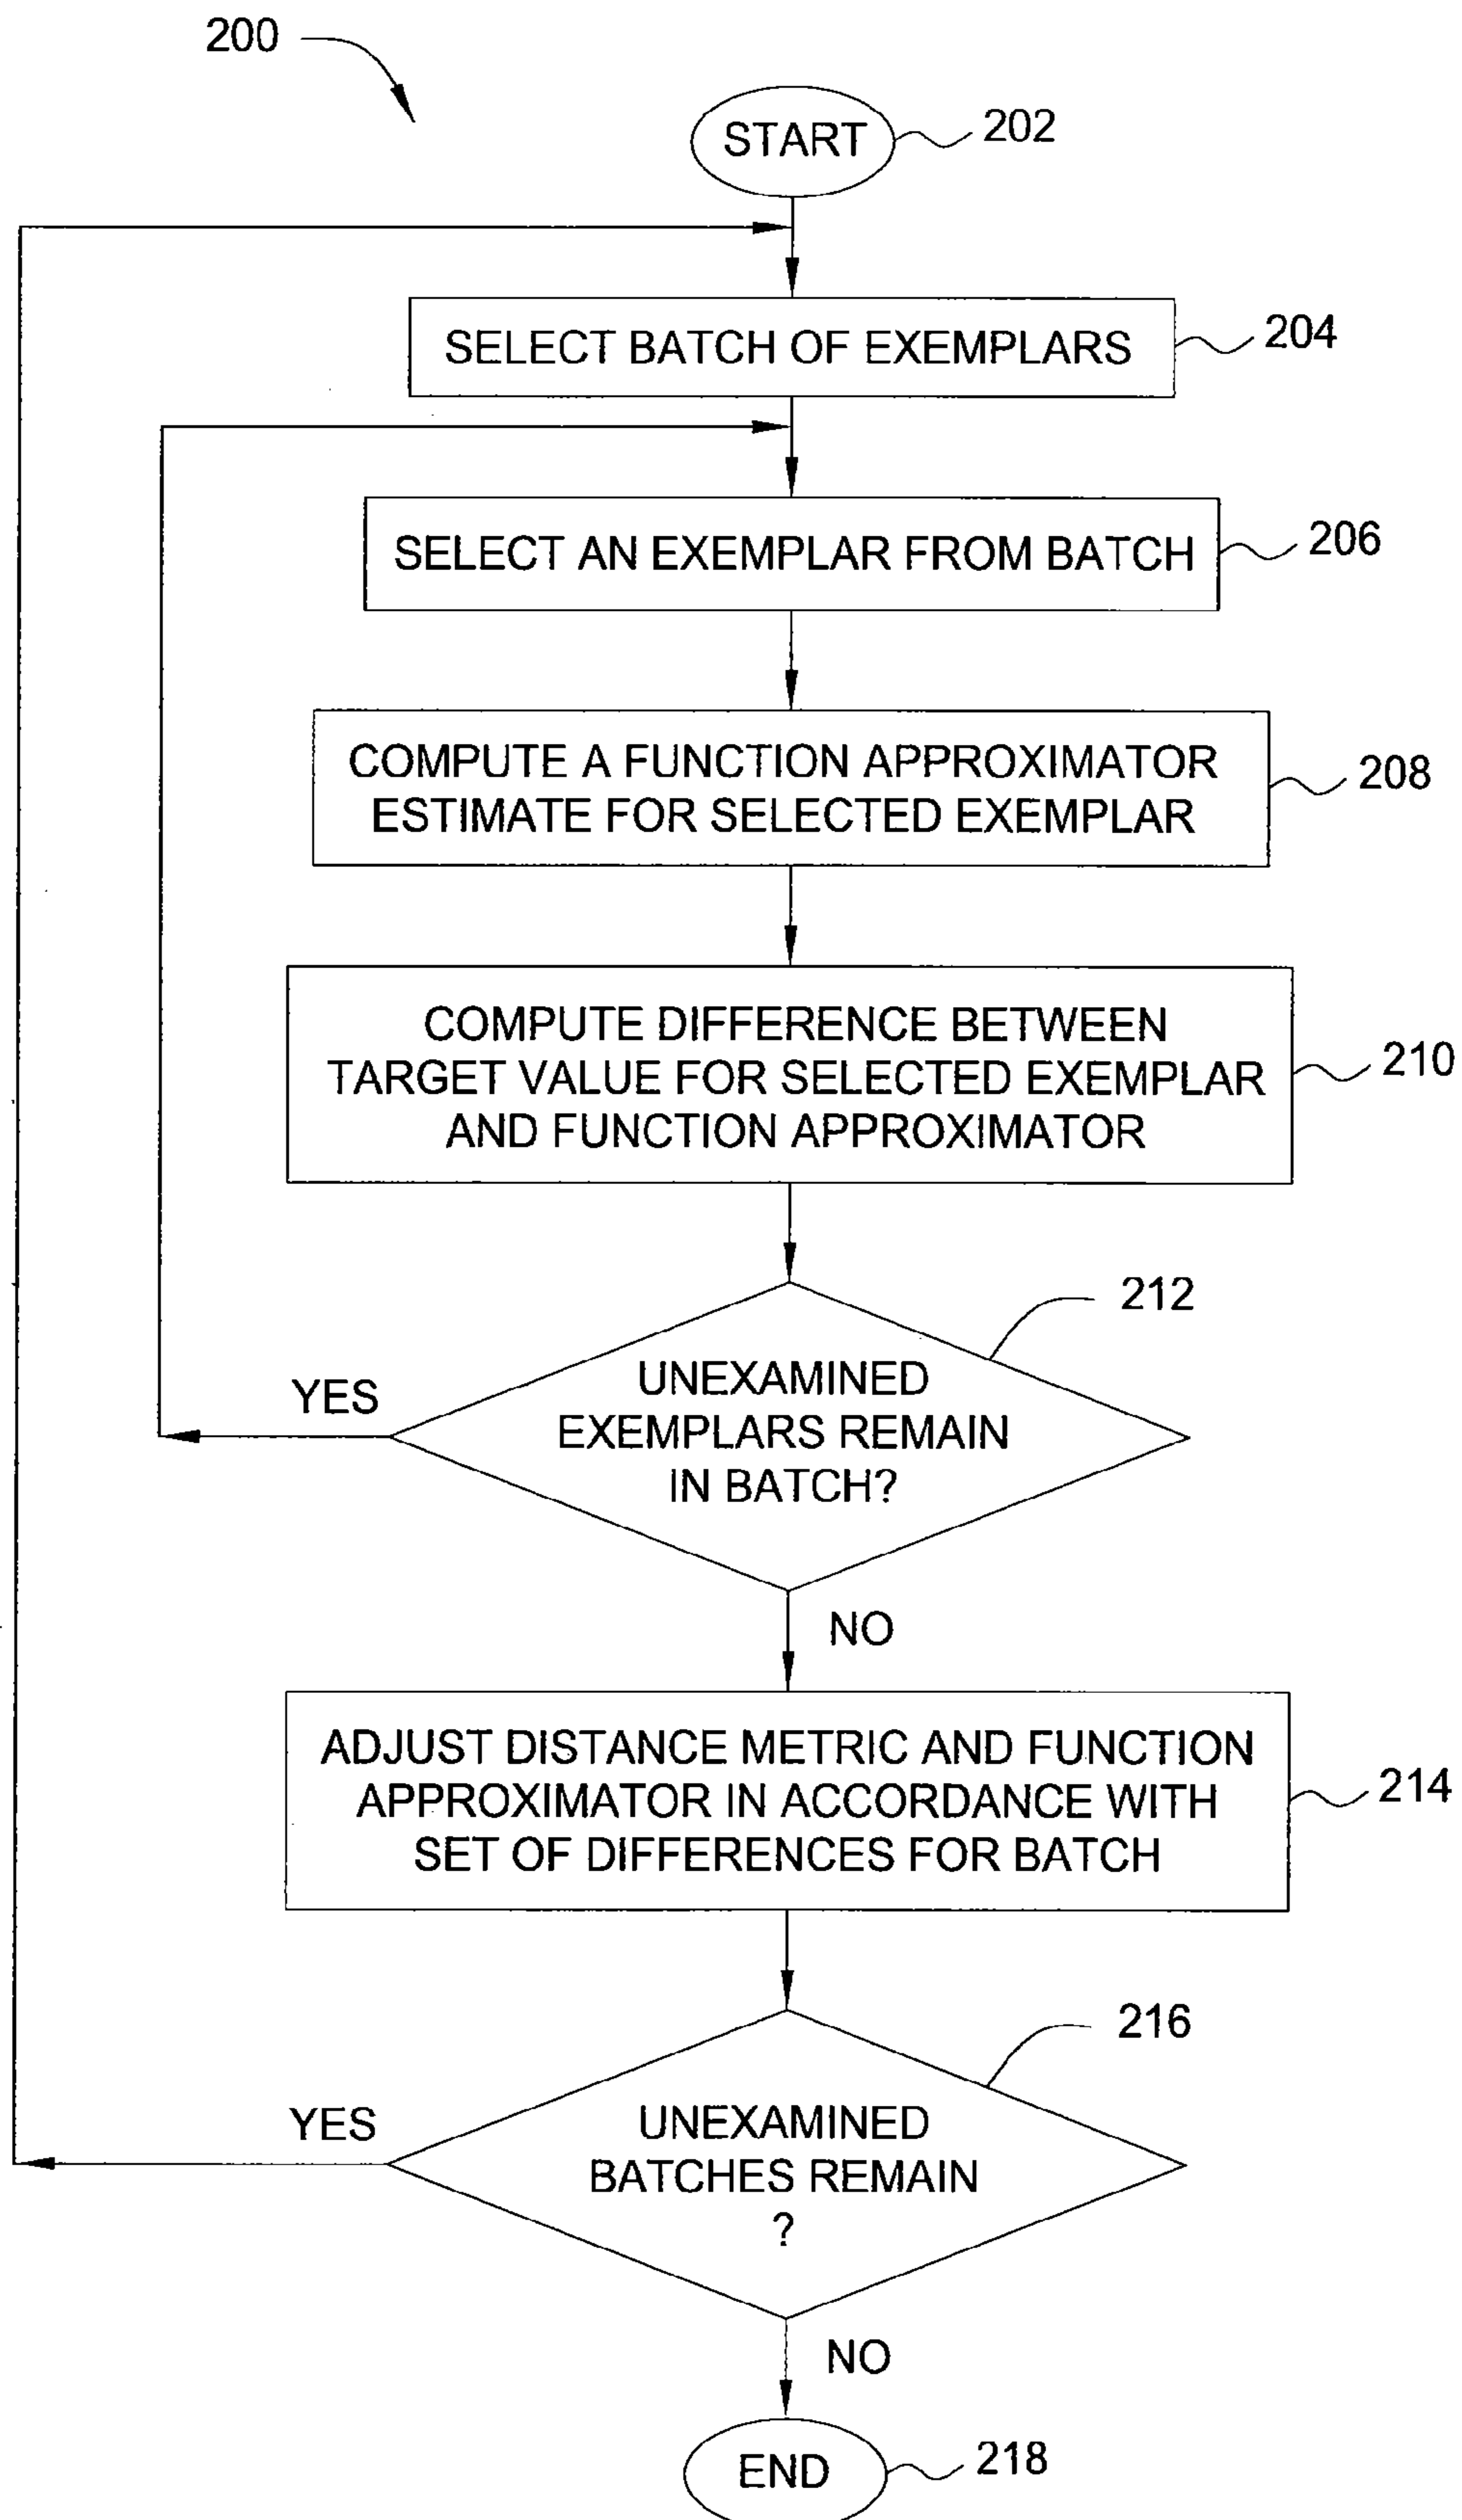 200
START
202
SELECT BATCH OF EXEMPLARS
204
SELECT AN EXEMPLAR FROM BATCH
206
COMPUTE A FUNCTION APPROXIMATOR
ESTIMATE FOR SELECTED EXEMPLAR
208
COMPUTE DIFFERENCE BETWEEN
TARGET VALUE FOR SELECTED EXEMPLAR
AND FUNCTION APPROXIMATOR
210
212
UNEXAMINED
EXEMPLARS REMAIN
IN BATCH?
YES
NO
ADJUST DISTANCE METRIC AND FUNCTION
APPROXIMATOR IN ACCORDANCE WITH
SET OF DIFFERENCES FOR BATCH
214
216
UNEXAMINED
BATCHES REMAIN
?
YES
NO
END
218